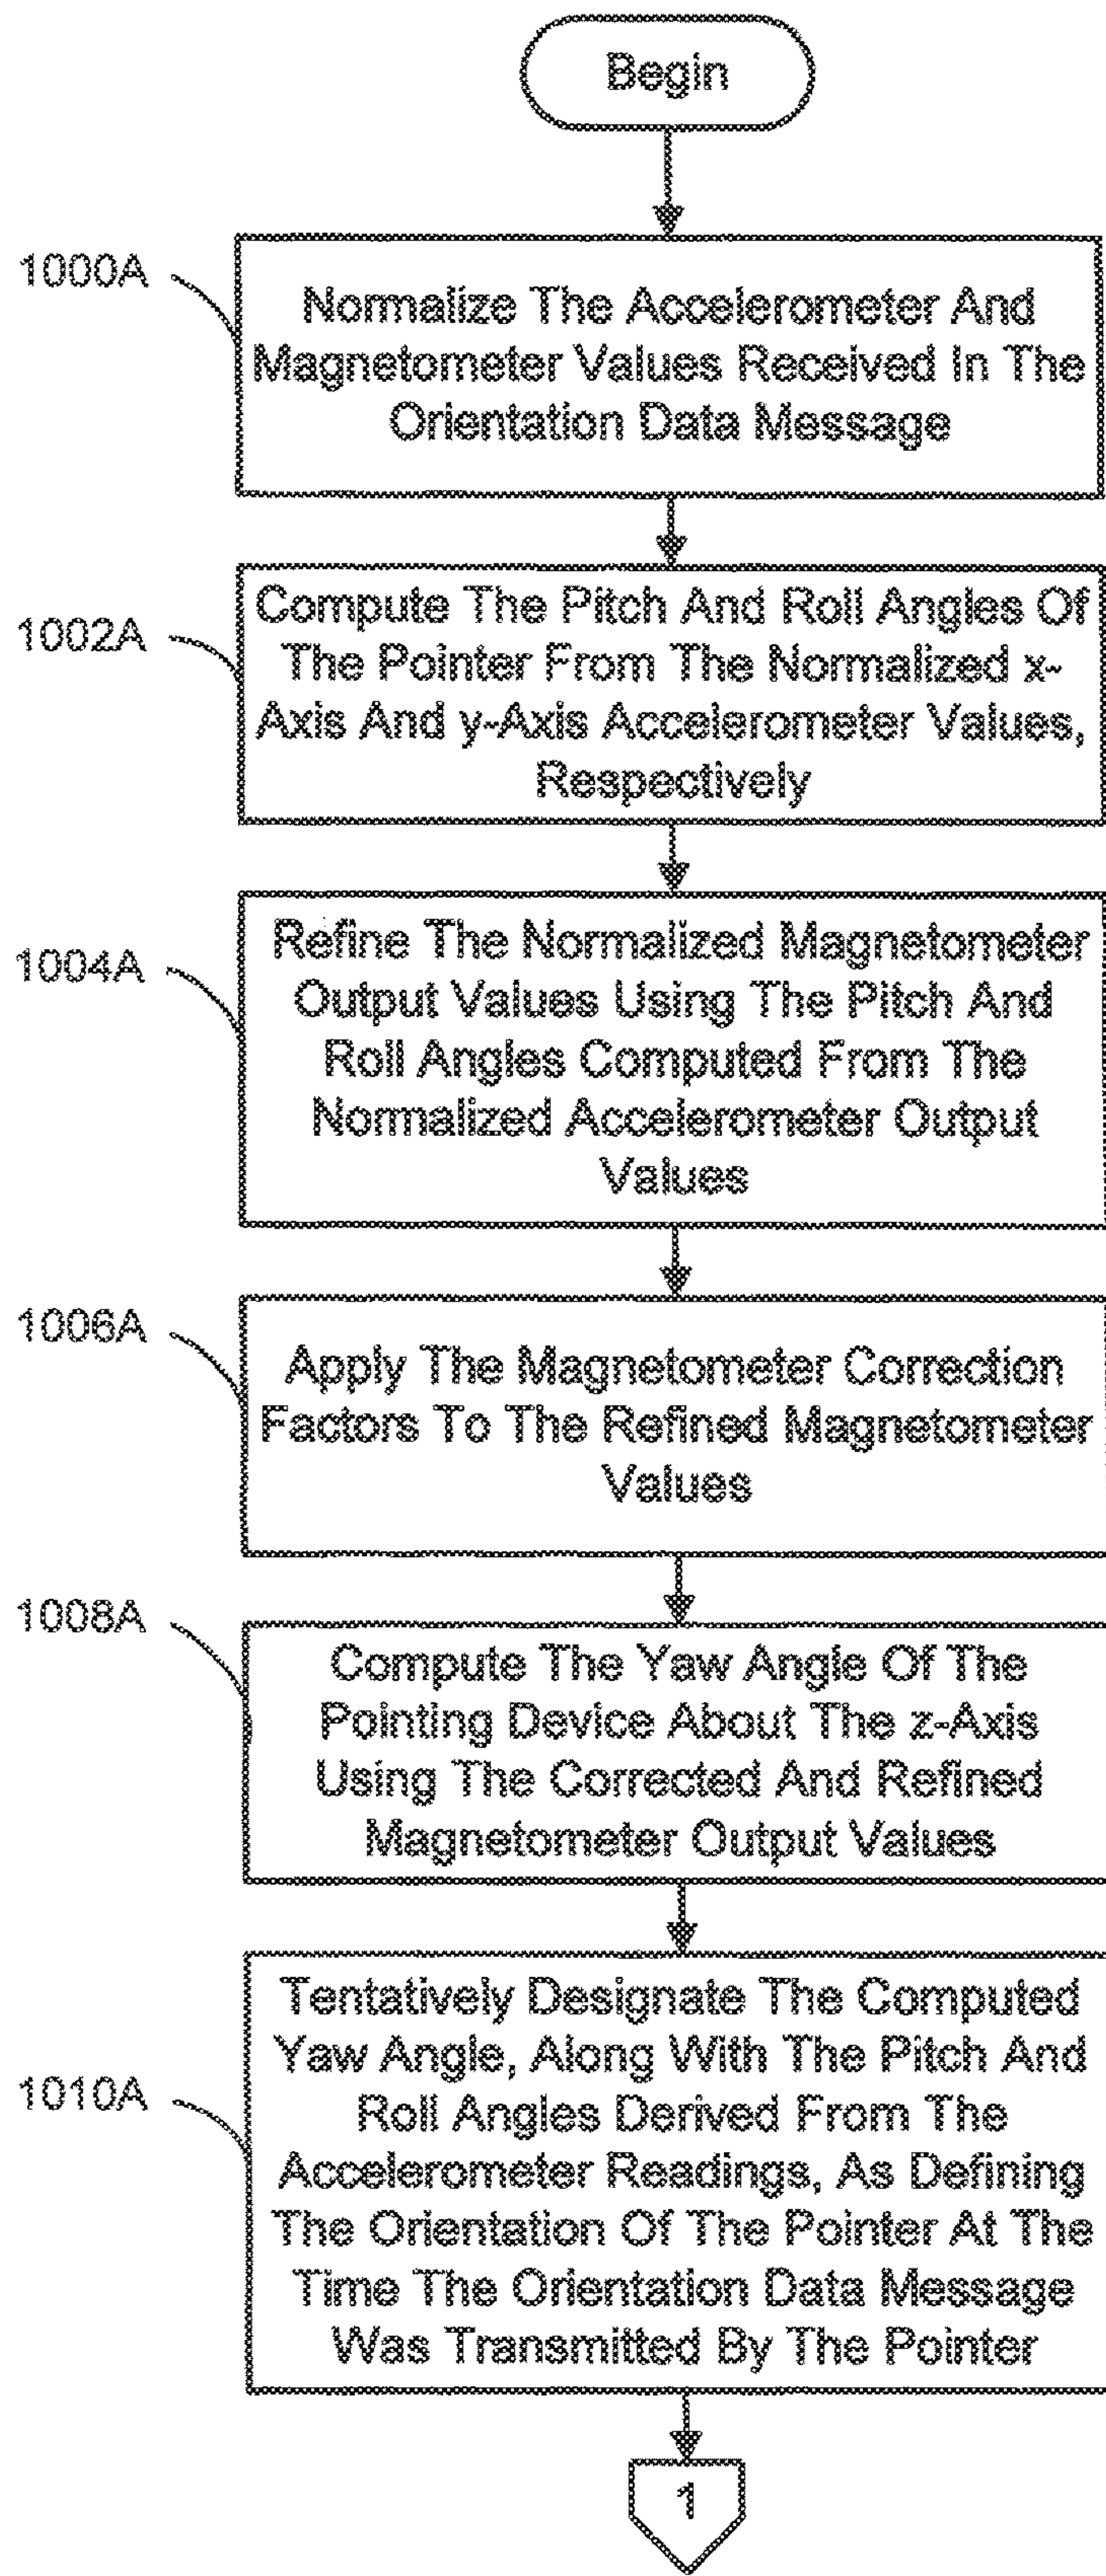 Begin
1000A
Normalize The Accelerometer And
Magnetometer Values Received In The
Orientation Data Message
1002A
Compute The Pitch And Roll Angles Of
The Pointer From The Normalized x-
Axis And y-Axis Accelerometer Values,
Respectively
1004A
Refine The Normalized Magnetometer
Output Values Using The Pitch And
Roll Angles Computed From The
Normalized Accelerometer Output
Values
1006A
Apply The Magnetometer Correction
Factors To The Refined Magnetometer
Values
1008A
Compute The Yaw Angle Of The
Pointing Device About The z-Axis
Using The Corrected And Refined
Magnetometer Output Values
1010A
Tentatively Designate The Computed
Yaw Angle, Along With The Pitch And
Roll Angles Derived From The
Accelerometer Readings, As Defining
The Orientation Of The Pointer At The
Time The Orientation Data Message
Was Transmitted By The Pointer
1